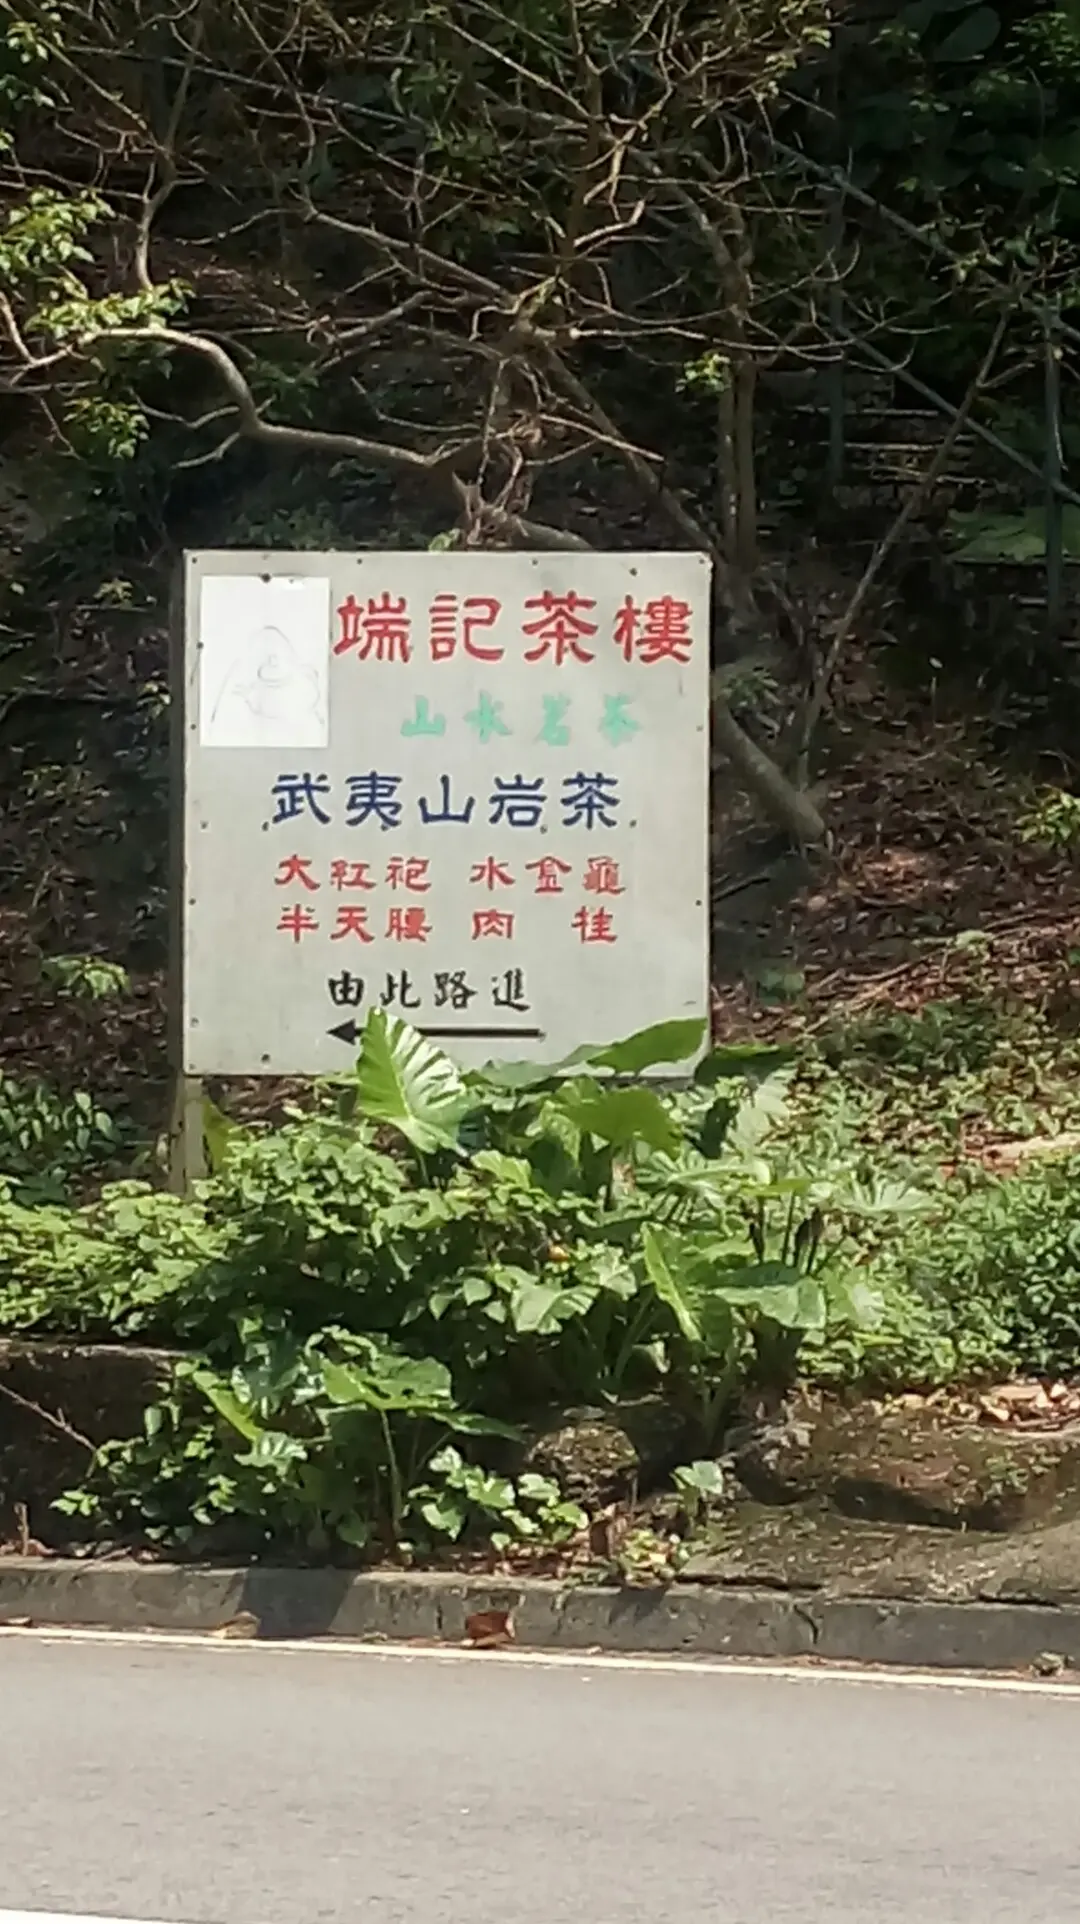 端記茶樓
山水茗茶
武夷山岩茶
大紅袍 水金龜
半天腰 肉 桂
由此路進